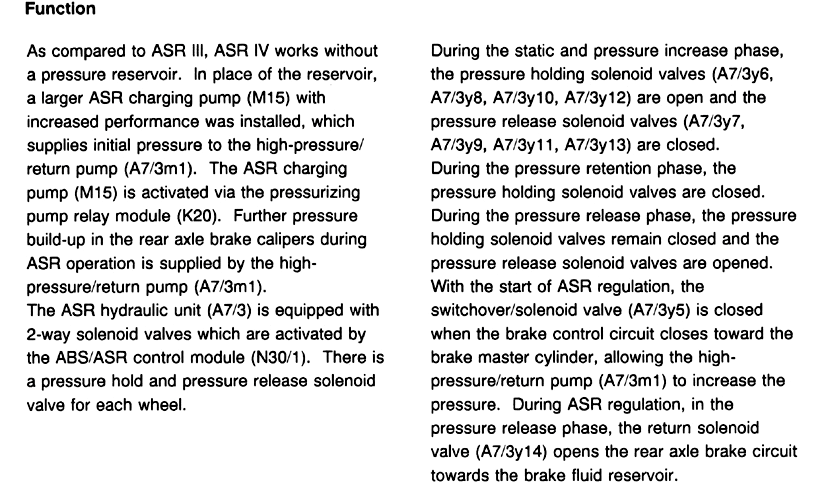 Function
As compared to ASR III, ASR IV works without
a pressure reservoir.  In place of the reservoir,
a larger ASR charging pump (M15) with
increased performance was installed, which
supplies initial pressure to the high-pressure/
return pump (A7/3m1).  The ASR charging
pump (M15) is activated via the pressurizing
pump relay module (K20).  Further pressure
build-up in the rear axle brake calipers during
ASR operation is supplied by the high-
pressure/return pump (A7/3m1).
The ASR hydraulic unit (A7/3) is equipped with
2-way solenoid valves which are activated by
the ABS/ASR control module (N30/1).  There is
a pressure hold and pressure release solenoid
valve for each wheel.
During the static and pressure increase phase,
the pressure holding solenoid valves (A7/3y6,
A7/3y8, A7/3y10, A7/3y12) are open and the
pressure release solenoid valves (A7/3y7,
A7/3y9, A7/3y11, A7/3y13) are closed.
During the pressure retention phase, the
pressure holding solenoid valves are closed.
During the pressure release phase, the pressure
holding solenoid valves remain closed and the
pressure release solenoid valves are opened.
With the start of ASR regulation, the
switchover/solenoid valve (A7/3y5) is closed
when the brake control circuit closes toward the
brake master cylinder, allowing the high-
pressure/return pump (A7/3m1) to increase the
pressure.  During ASR regulation, in the
pressure release phase, the return solenoid
valve (A7/3y14) opens the rear axle brake circuit
towards the brake fluid reservoir.